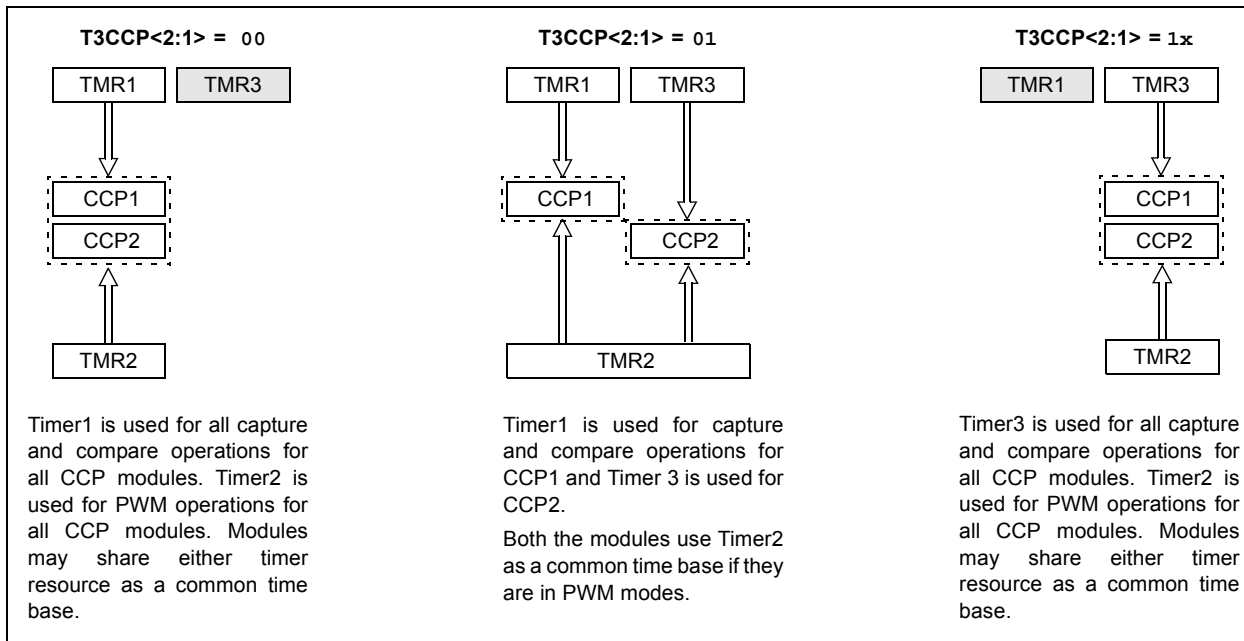 T3CCP<2:1> = 00
TMR1 TMR3
CCP1
CCP2
TMR2
Timer1 is used for all capture
and compare operations for
all CCP modules. Timer2 is
used for PWM operations for
all CCP modules. Modules
may share either timer
resource as a common time
base.
T3CCP<2:1> = 01
TMR1 TMR3
CCP1
CCP2
TMR2
Timer1 is used for capture
and compare operations for
CCP1 and Timer 3 is used for
CCP2.
Both the modules use Timer2
as a common time base if they
are in PWM modes.
T3CCP<2:1> = 1x
TMR1 TMR3
CCP1
CCP2
TMR2
Timer3 is used for all capture
and compare operations for
all CCP modules. Timer2 is
used for PWM operations for
all CCP modules. Modules
may share either timer
resource as a common time
base.